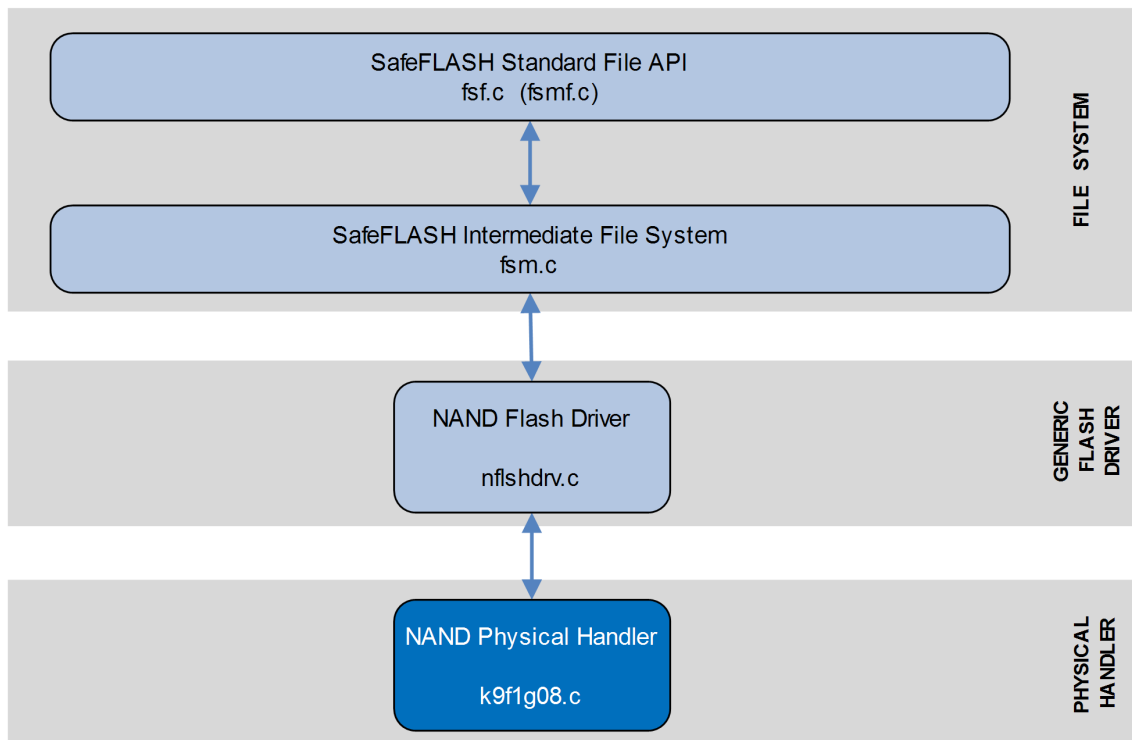 SafeFLASH Standard File API
fsf.c (fsmf.c)
FILE SYSTEM
SafeFLASH Intermediate File System
fsm.c
NAND Flash Driver
nflshdrv.c
GENERIC
FLASH
DRIVER
NAND Physical Handler
k9f1g08.c
PHYSICAL
HANDLER